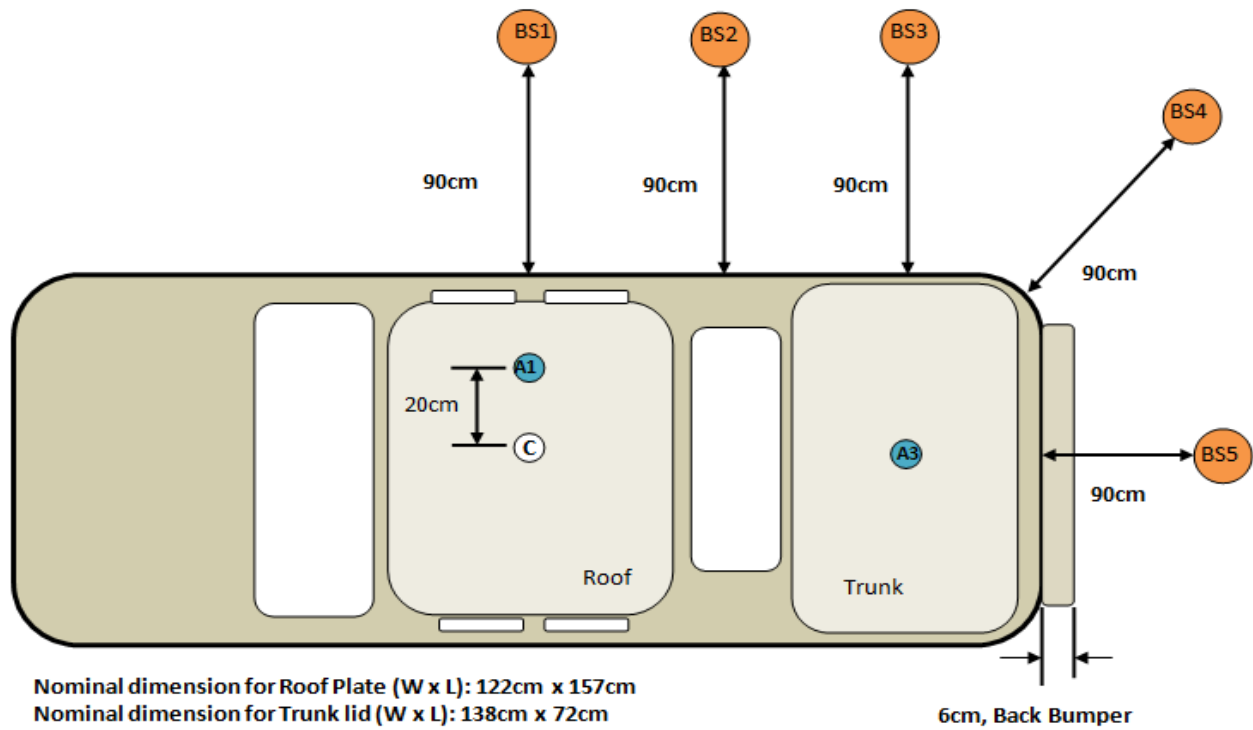 BS1
BS2
BS3
BS4
90cm
90cm
90cm
90cm
A1
20cm
C
A3
BS5
90cm
Roof
Trunk
Nominal dimension for Roof Plate (W x L): 122cm x 157cm
Nominal dimension for Trunk lid (W x L): 138cm x 72cm
6cm, Back Bumper